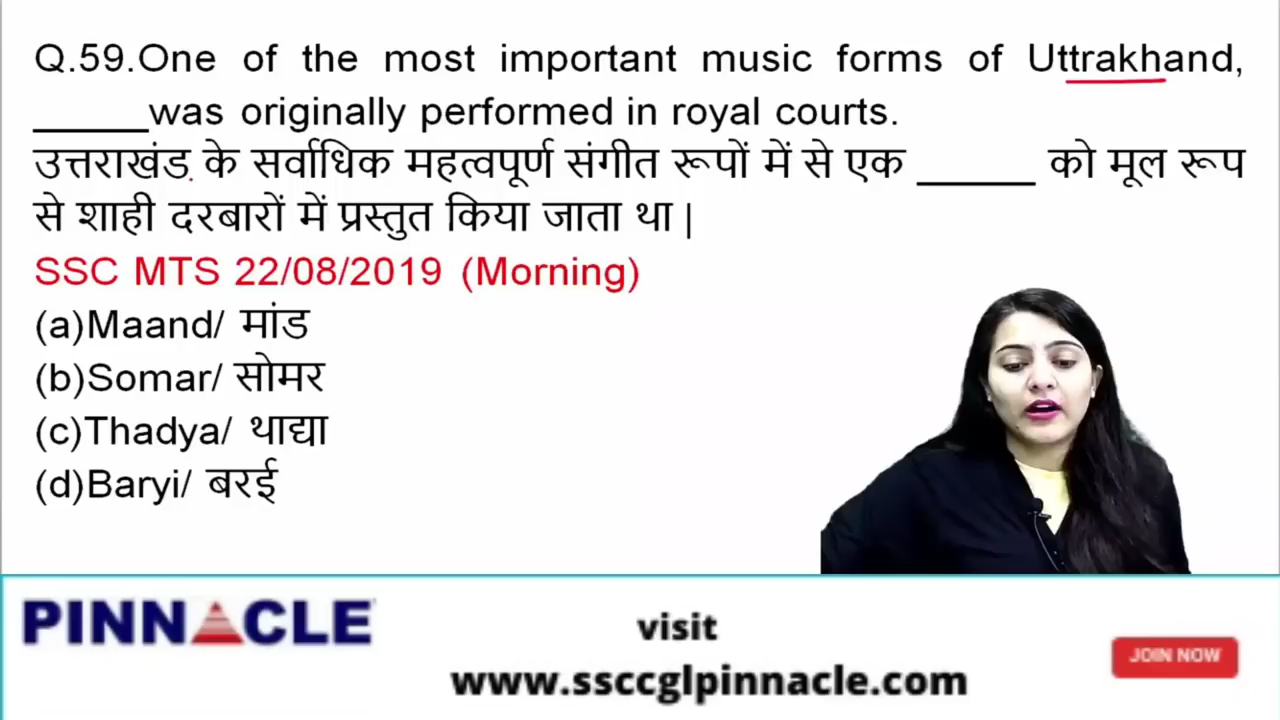 Q.59.One of the most important music forms of Uttrakhand,
_____was originally performed in royal courts.
उत्तराखंड के सर्वाधिक महत्वपूर्ण संगीत रूपों में से एक _____ को मूल रूप
से शाही दरबारों में प्रस्तुत किया जाता था |
SSC MTS 22/08/2019 (Morning)
(a)Maand/ मांड
(b)Somar/ सोमर
(c)Thadya/ थाद्या
(d)Baryi/ बरई
PINNACLE
visit
www.ssccglpinnacle.com
JOIN NOW